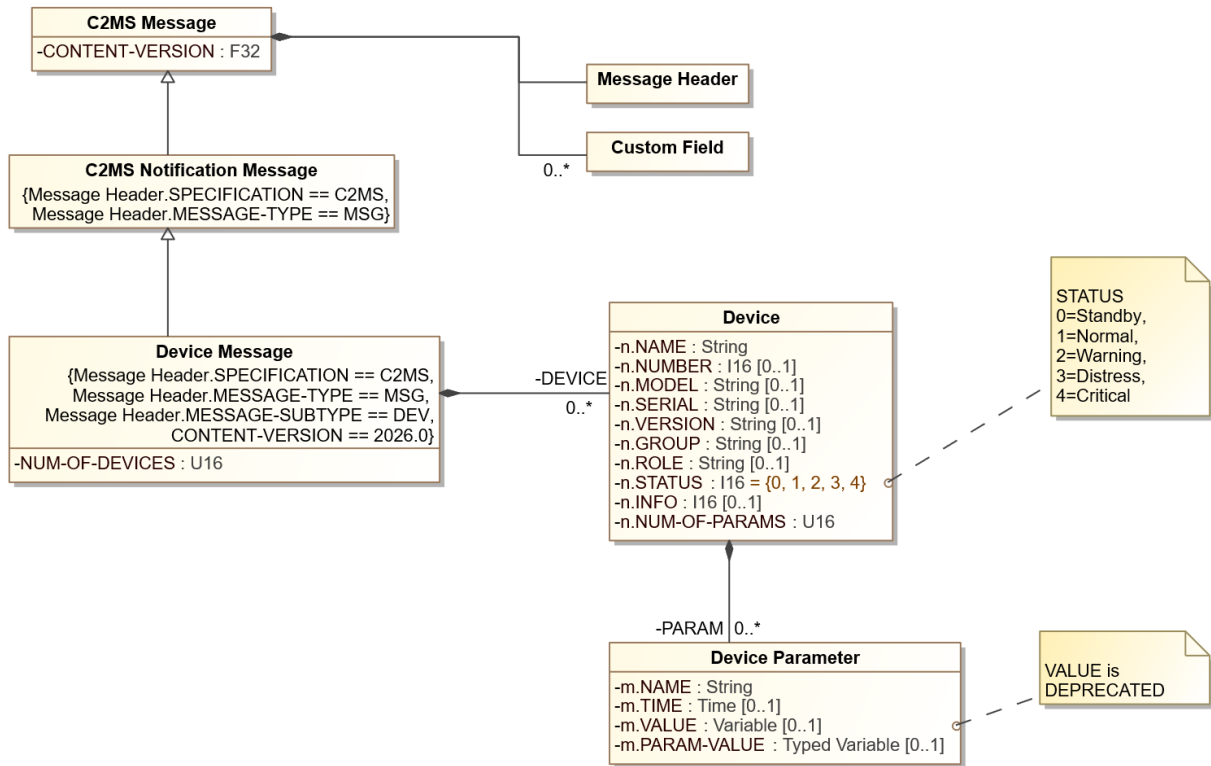 C2MS Message
-CONTENT-VERSION : F32
Message Header
Custom Field
0..*
C2MS Notification Message
{Message Header.SPECIFICATION == C2MS,
Message Header.MESSAGE-TYPE == MSG}
Device Message
{Message Header.SPECIFICATION == C2MS,
Message Header.MESSAGE-TYPE == MSG,
Message Header.MESSAGE-SUBTYPE == DEV,
CONTENT-VERSION == 2026.0}
-NUM-OF-DEVICES : U16
-DEVICE
0..*
Device
-n.NAME : String
-n.NUMBER : I16 [0..1]
-n.MODEL : String [0..1]
-n.SERIAL : String [0..1]
-n.VERSION : String [0..1]
-n.GROUP : String [0..1]
-n.ROLE : String [0..1]
-n.STATUS : I16 = {0, 1, 2, 3, 4}
-n.INFO : I16 [0..1]
-n.NUM-OF-PARAMS : U16
STATUS
0=Standby,
1=Normal,
2=Warning,
3=Distress,
4=Critical
-PARAM 0..*
Device Parameter
-m.NAME : String
-m.TIME : Time [0..1]
-m.VALUE : Variable [0..1]
-m.PARAM-VALUE : Typed Variable [0..1]
VALUE is
DEPRECATED